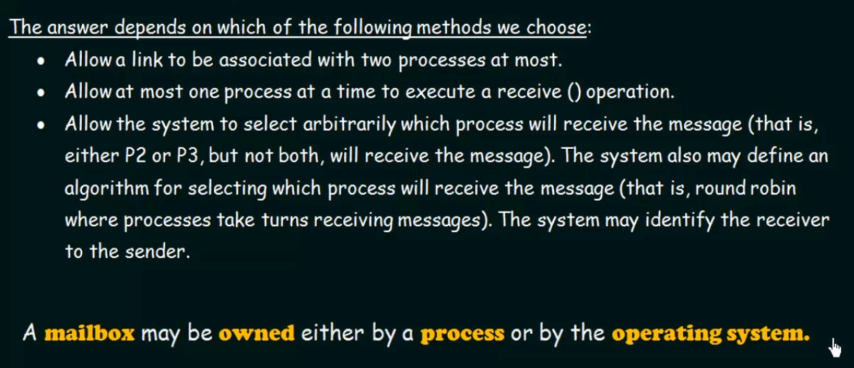 The answer depends on which of the following methods we choose:
• Allow a link to be associated with two processes at most.
• Allow at most one process at a time to execute a receive () operation.
• Allow the system to select arbitrarily which process will receive the message (that is,
either P2 or P3, but not both, will receive the message). The system also may define an
algorithm for selecting which process will receive the message (that is, round robin
where processes take turns receiving messages). The system may identify the receiver
to the sender.
A mailbox may be owned either by a process or by the operating system.